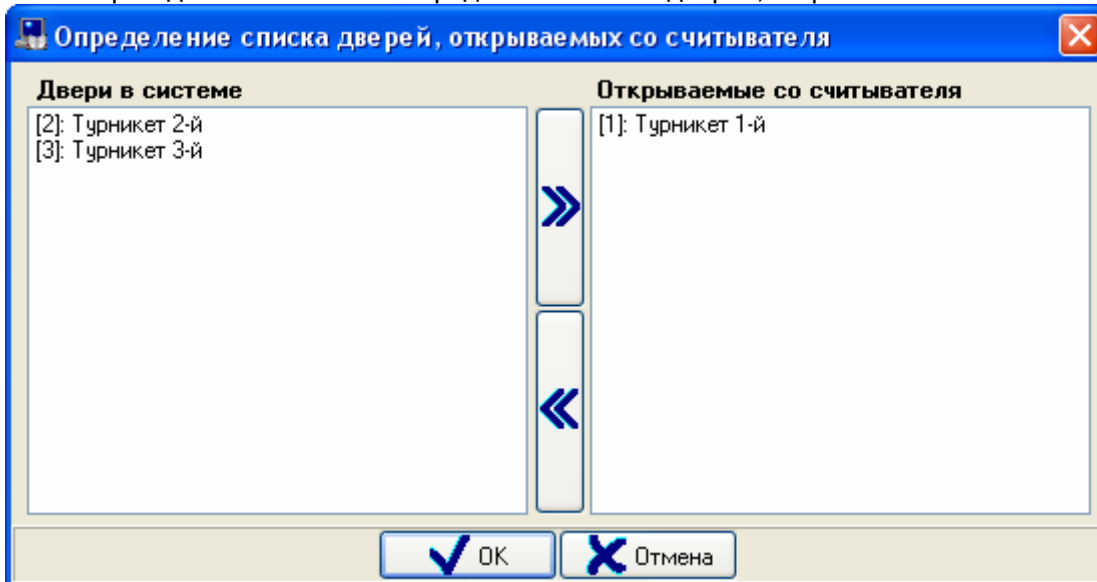 Определение списка дверей, открываемых со считывателя
Двери в системе
Открываемые со считывателя
[2]: Турникет 2-й
[3]: Турникет 3-й
[1]: Турникет 1-й
OK
Отмена